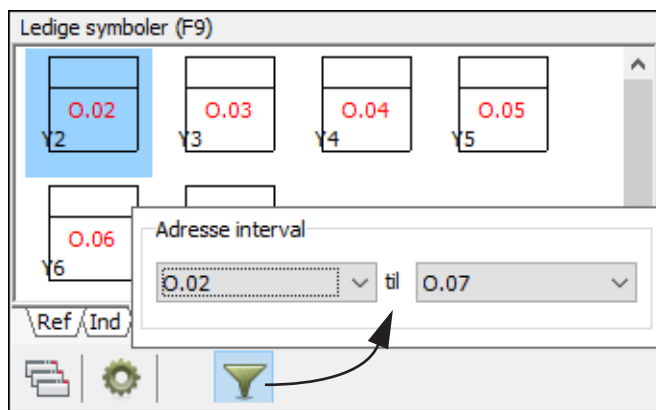 Ledige symboler (F9)
O.02 O.03 O.04 O.05
Y2 Y3 Y4 Y5
O.06
Y6
Adresse interval
O.02 til O.07
Ref Ind